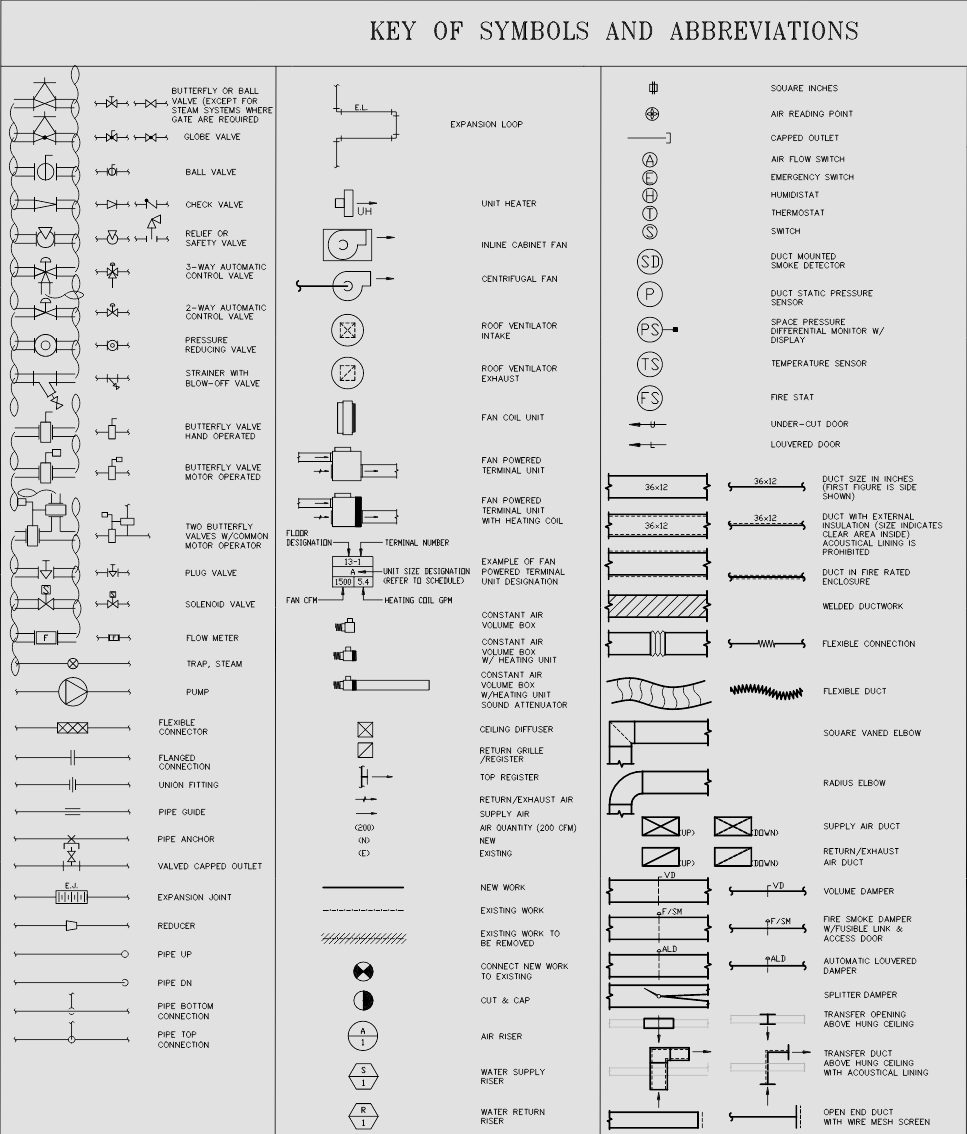 KEY OF SYMBOLS AND ABBREVIATIONS
BUTTERFLY OR BALL
VALVE (EXCEPT FOR
STEAM SYSTEMS WHERE
GATE ARE REQUIRED
GLOBE VALVE
BALL VALVE
CHECK VALVE
RELIEF OR
SAFETY VALVE
3-WAY AUTOMATIC
CONTROL VALVE
2-WAY AUTOMATIC
CONTROL VALVE
PRESSURE
REDUCING VALVE
STRAINER WITH
BLOW-OFF VALVE
BUTTERFLY VALVE
HAND OPERATED
BUTTERFLY VALVE
MOTOR OPERATED
TWO BUTTERFLY
VALVES W/COMMON
MOTOR OPERATOR
PLUG VALVE
S
S
SOLENOID VALVE
F
F
FLOW METER
TRAP, STEAM
PUMP
FLEXIBLE
CONNECTOR
FLANGED
CONNECTION
UNION FITTING
PIPE GUIDE
PIPE ANCHOR
VALVED CAPPED OUTLET
E.J.
EXPANSION JOINT
REDUCER
PIPE UP
PIPE DN
PIPE BOTTOM
CONNECTION
PIPE TOP
CONNECTION
E.L.
EXPANSION LOOP
UH
UNIT HEATER
INLINE CABINET FAN
CENTRIFUGAL FAN
ROOF VENTILATOR
INTAKE
ROOF VENTILATOR
EXHAUST
FAN COIL UNIT
FAN POWERED
TERMINAL UNIT
FAN POWERED
TERMINAL UNIT
WITH HEATING COIL
FLOOR
DESIGNATION
TERMINAL NUMBER
13-1
A
1500 5.4
UNIT SIZE DESIGNATION
(REFER TO SCHEDULE)
FAN CFM
HEATING COIL GPM
EXAMPLE OF FAN
POWERED TERMINAL
UNIT DESIGNATION
CONSTANT AIR
VOLUME BOX
CONSTANT AIR
VOLUME BOX
W/ HEATING UNIT
CONSTANT AIR
VOLUME BOX
W/HEATING UNIT
SOUND ATTENUATOR
CEILING DIFFUSER
RETURN GRILLE
/REGISTER
TOP REGISTER
RETURN/EXHAUST AIR
SUPPLY AIR
(200)
AIR QUANTITY (200 CFM)
(N)
NEW
(E)
EXISTING
NEW WORK
EXISTING WORK
EXISTING WORK TO
BE REMOVED
CONNECT NEW WORK
TO EXISTING
CUT & CAP
A
1
AIR RISER
S
1
WATER SUPPLY
RISER
R
1
WATER RETURN
RISER
SQUARE INCHES
AIR READING POINT
CAPPED OUTLET
A
AIR FLOW SWITCH
E
EMERGENCY SWITCH
H
HUMIDISTAT
T
THERMOSTAT
S
SWITCH
SD
DUCT MOUNTED
SMOKE DETECTOR
P
DUCT STATIC PRESSURE
SENSOR
PS
SPACE PRESSURE
DIFFERENTIAL MONITOR W/
DISPLAY
TS
TEMPERATURE SENSOR
FS
FIRE STAT
U
UNDER-CUT DOOR
L
LOUVERED DOOR
36x12
36x12
DUCT SIZE IN INCHES
(FIRST FIGURE IS SIDE
SHOWN)
36x12
36x12
DUCT WITH EXTERNAL
INSULATION (SIZE INDICATES
CLEAR AREA INSIDE)
ACOUSTICAL LINING IS
PROHIBITED
DUCT IN FIRE RATED
ENCLOSURE
WELDED DUCTWORK
FLEXIBLE CONNECTION
FLEXIBLE DUCT
SQUARE VANED ELBOW
RADIUS ELBOW
(UP)
(DOWN)
SUPPLY AIR DUCT
(UP)
(DOWN)
RETURN/EXHAUST
AIR DUCT
VD
VD
VOLUME DAMPER
F/SM
F/SM
FIRE SMOKE DAMPER
W/FUSIBLE LINK &
ACCESS DOOR
ALD
ALD
AUTOMATIC LOUVERED
DAMPER
SPLITTER DAMPER
TRANSFER OPENING
ABOVE HUNG CEILING
TRANSFER DUCT
ABOVE HUNG CEILING
WITH ACOUSTICAL LINING
OPEN END DUCT
WITH WIRE MESH SCREEN